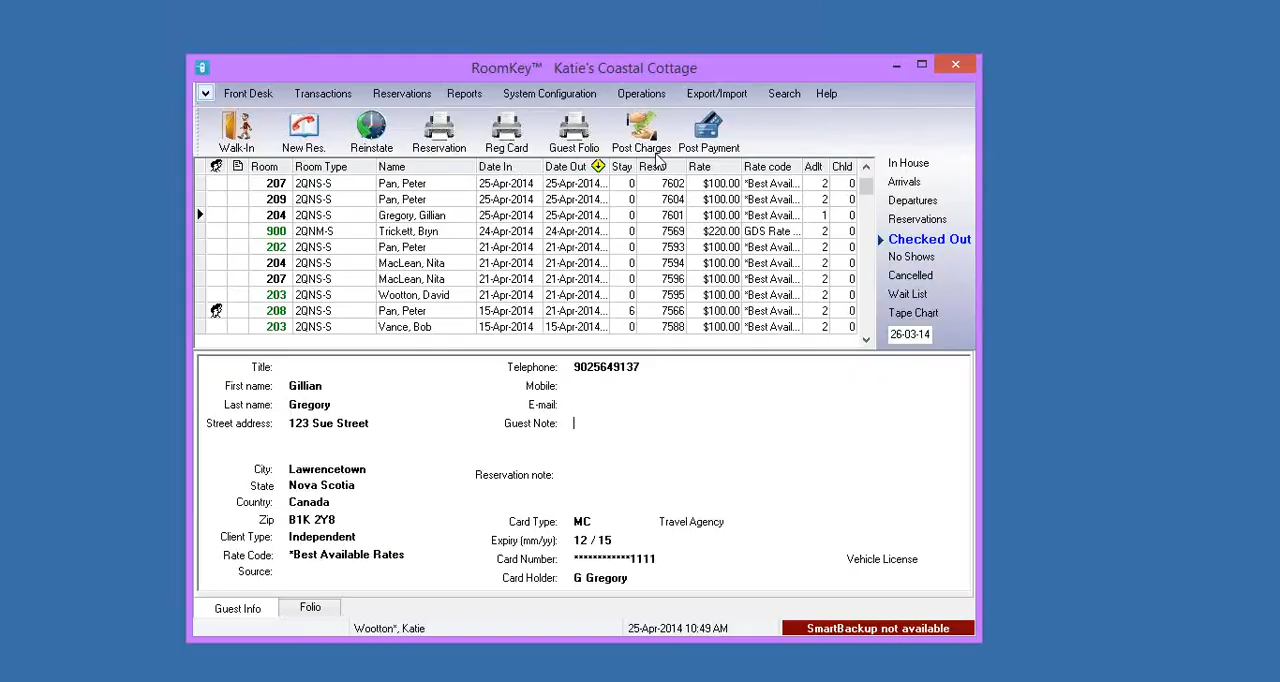 RoomKey™ Katie's Coastal Cottage
Front Desk Transactions Reservations Reports System Configuration Operations Export/Import Search Help
Walk-In New Res. Reinstate Reservation Reg Card Guest Folio Post Charges Post Payment
Room Room Type Name Date In Date Out Stay Rate Rate code Adlt Chld
207 2QNS-S Pan, Peter 25-Apr-2014 25-Apr-2014... 0 7602 $100.00 *Best Avail... 2 0
209 2QNS-S Pan, Peter 25-Apr-2014 25-Apr-2014... 0 7604 $100.00 *Best Avail... 2 0
204 2QNS-S Gregory, Gillian 25-Apr-2014 25-Apr-2014... 0 7601 $100.00 *Best Avail... 1 0
900 2QNM-S Trickett, Bryn 24-Apr-2014 24-Apr-2014... 0 7569 $220.00 GDS Rate ... 2 0
202 2QNS-S Pan, Peter 21-Apr-2014 21-Apr-2014... 0 7593 $100.00 *Best Avail... 2 0
204 2QNS-S MacLean, Nita 21-Apr-2014 21-Apr-2014... 0 7594 $100.00 *Best Avail... 2 0
207 2QNS-S MacLean, Nita 21-Apr-2014 21-Apr-2014... 0 7596 $100.00 *Best Avail... 2 0
203 2QNS-S Wootton, David 21-Apr-2014 21-Apr-2014... 0 7595 $100.00 *Best Avail... 2 0
208 2QNS-S Pan, Peter 15-Apr-2014 21-Apr-2014... 6 7566 $100.00 *Best Avail... 2 0
203 2QNS-S Vance, Bob 15-Apr-2014 15-Apr-2014... 0 7588 $100.00 *Best Avail... 2 0
In House
Arrivals
Departures
Reservations
Checked Out
No Shows
Cancelled
Wait List
Tape Chart
26-03-14
Title: Telephone: 9025649137
First name: Gillian Mobile:
Last name: Gregory E-mail:
Street address: 123 Sue Street Guest Note:
City: Lawrencetown Reservation note:
State Nova Scotia
Country: Canada
Zip B1K 2Y8 Card Type: MC Travel Agency
Client Type: Independent Expiry (mm/yy): 12 / 15
Rate Code: *Best Available Rates Card Number: ************1111 Vehicle License
Source: Card Holder: G Gregory
Guest Info Folio
Wootton*, Katie 25-Apr-2014 10:49 AM SmartBackup not available